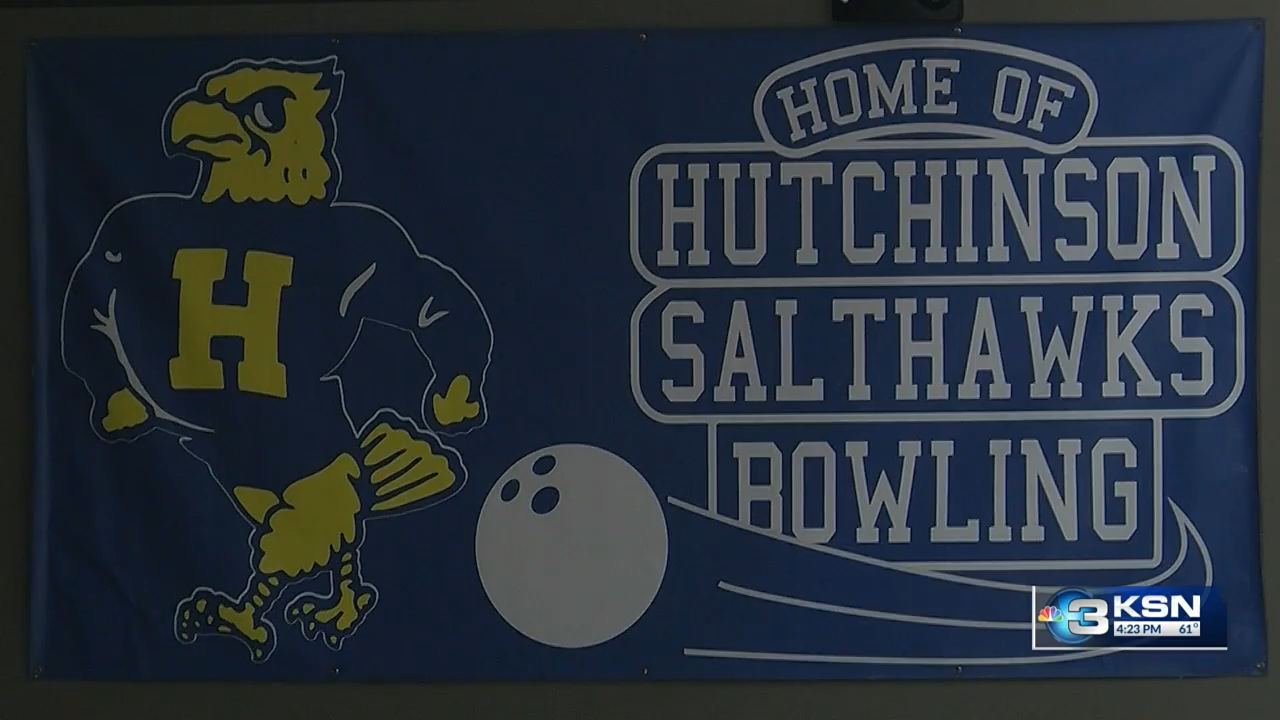 HOME OF
HUTCHINSON
SALTHAWKS
BOWLING
H
3 KSN
4:23 PM 61°